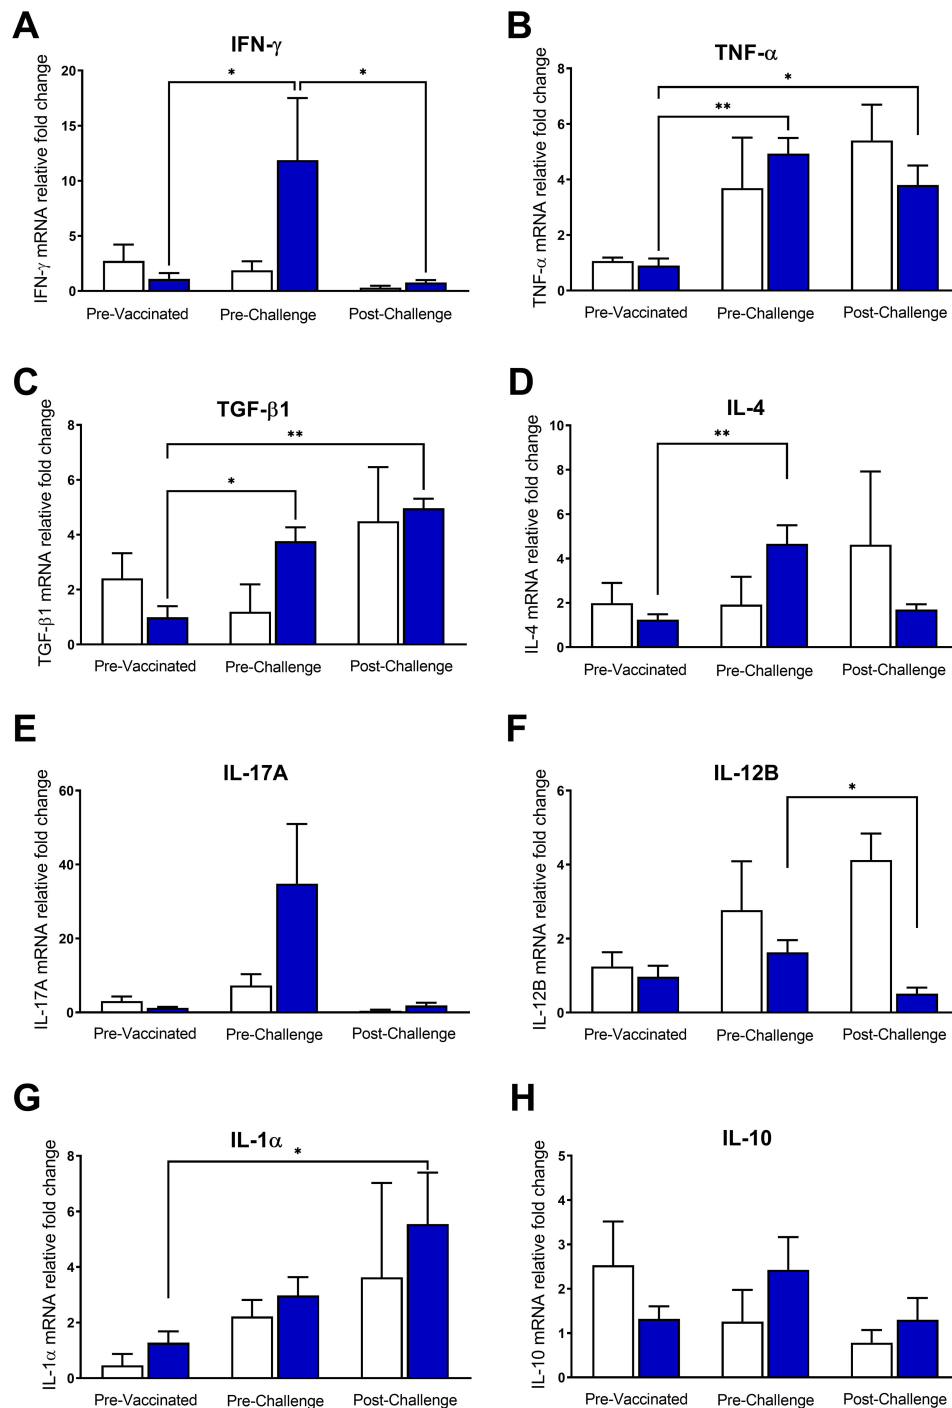 A
IFN-γ
IFN-γ mRNA relative fold change
20
15
10
5
0
*
*
Pre-Vaccinated
Pre-Challenge
Post-Challenge
B
TNF-α
TNF-α mRNA relative fold change
8
6
4
2
0
*
**
Pre-Vaccinated
Pre-Challenge
Post-Challenge
C
TGF-β1
TGF-β1 mRNA relative fold change
8
6
4
2
0
**
*
Pre-Vaccinated
Pre-Challenge
Post-Challenge
D
IL-4
IL-4 mRNA relative fold change
10
8
6
4
2
0
**
Pre-Vaccinated
Pre-Challenge
Post-Challenge
E
IL-17A
IL-17A mRNA relative fold change
60
40
20
0
Pre-Vaccinated
Pre-Challenge
Post-Challenge
F
IL-12B
IL-12B mRNA relative fold change
6
4
2
0
*
Pre-Vaccinated
Pre-Challenge
Post-Challenge
G
IL-1α
IL-1α mRNA relative fold change
8
6
4
2
0
*
Pre-Vaccinated
Pre-Challenge
Post-Challenge
H
IL-10
IL-10 mRNA relative fold change
5
4
3
2
1
0
Pre-Vaccinated
Pre-Challenge
Post-Challenge